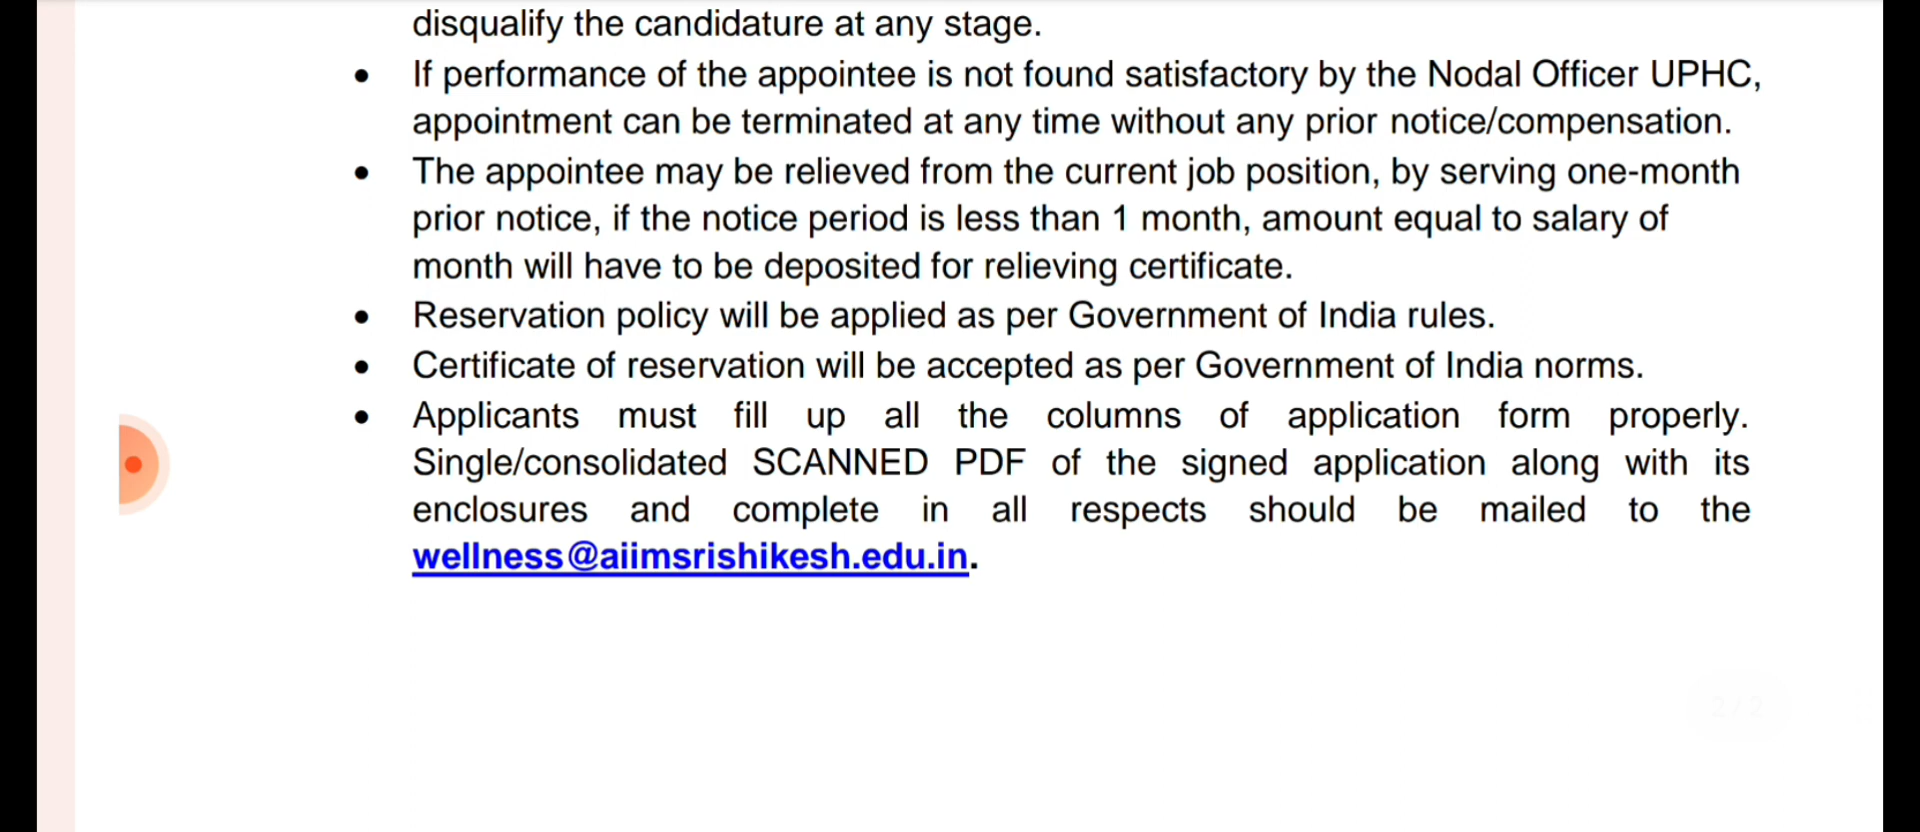 disqualify the candidature at any stage.
• If performance of the appointee is not found satisfactory by the Nodal Officer UPHC,
appointment can be terminated at any time without any prior notice/compensation.
• The appointee may be relieved from the current job position, by serving one-month
prior notice, if the notice period is less than 1 month, amount equal to salary of
month will have to be deposited for relieving certificate.
• Reservation policy will be applied as per Government of India rules.
• Certificate of reservation will be accepted as per Government of India norms.
• Applicants must fill up all the columns of application form properly.
Single/consolidated SCANNED PDF of the signed application along with its
enclosures and complete in all respects should be mailed to the
wellness@aiimsrishikesh.edu.in.
2 / 2